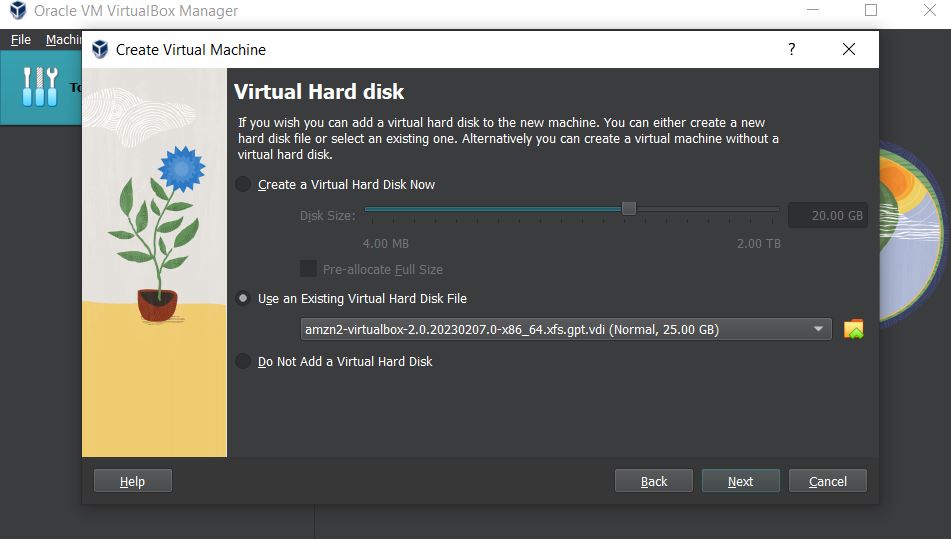 Oracle VM VirtualBox Manager
File Machin
Create Virtual Machine
?
To
Virtual Hard disk
If you wish you can add a virtual hard disk to the new machine. You can either create a new
hard disk file or select an existing one. Alternatively you can create a virtual machine without a
virtual hard disk.
Create a Virtual Hard Disk Now
Disk Size:
20.00 GB
4.00 MB 2.00 TB
Pre-allocate Full Size
Use an Existing Virtual Hard Disk File
amzn2-virtualbox-2.0.20230207.0-x86_64.xfs.gpt.vdi (Normal, 25.00 GB)
Do Not Add a Virtual Hard Disk
Help Back Next Cancel